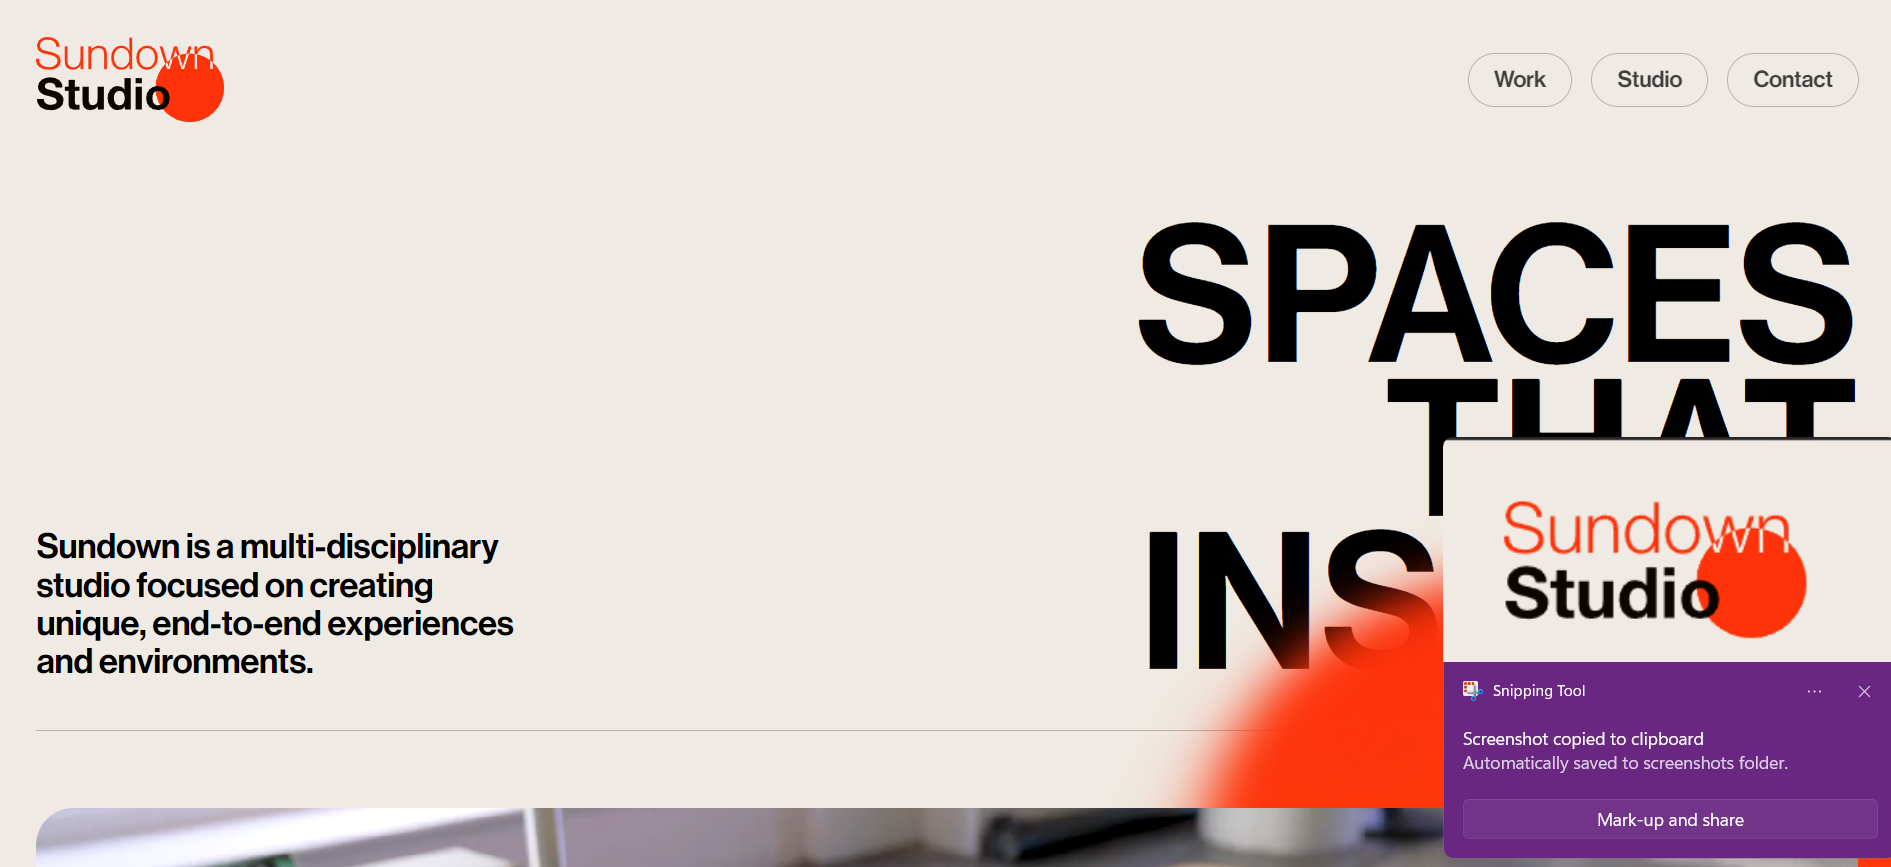 Sundown
Studio
Work
Studio
Contact
SPACES
THAT
INS
Sundown is a multi-disciplinary
studio focused on creating
unique, end-to-end experiences
and environments.
Sundown
Studio
Snipping Tool
Screenshot copied to clipboard
Automatically saved to screenshots folder.
Mark-up and share